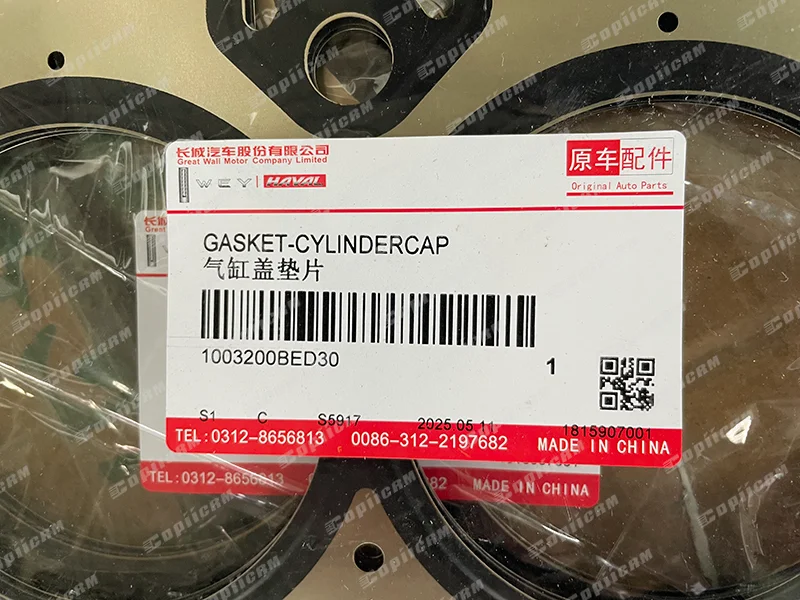 长城汽车股份有限公司
Great Wall Motor Company Limited
WEY HAVAL
原车配件
Original Auto Parts
GASKET-CYLINDERCAP
气缸盖垫片
1003200BED30
1
S1 C S5917 2025.05.11 1815907001
TEL:0312-8656813 0086-312-2197682 MADE IN CHINA
TEL:0312-8656813 682 MADE IN CHINA
CopiiCAM